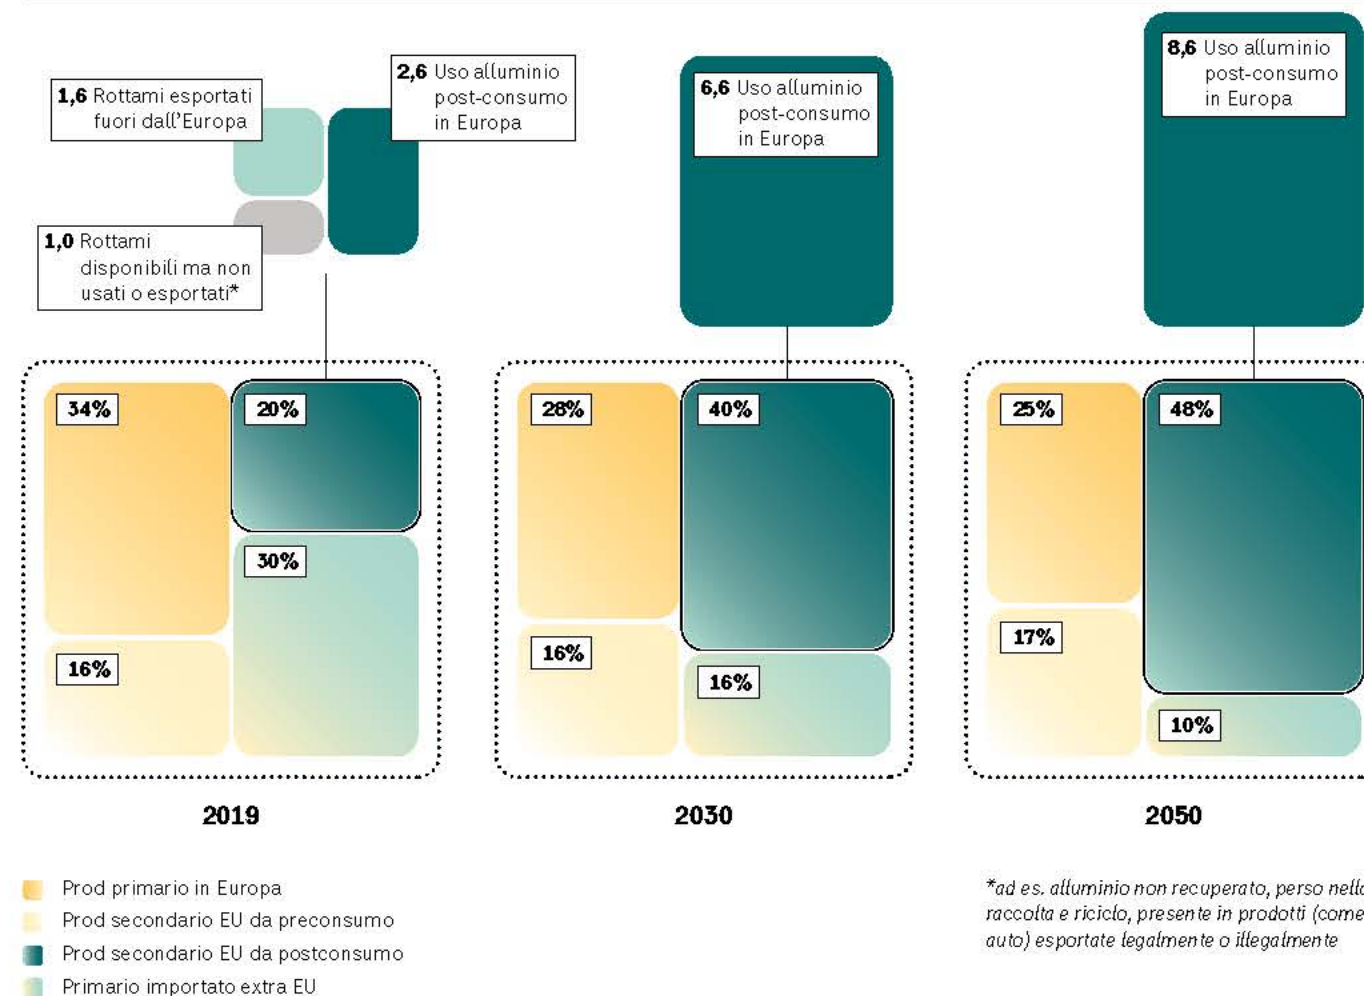 1,6 Rottami esportati
fuori dall'Europa
2,6 Uso alluminio
post-consumo
in Europa
1,0 Rottami
disponibili ma non
usati o esportati*
6,6 Uso alluminio
post-consumo
in Europa
8,6 Uso alluminio
post-consumo
in Europa
34%
20%
30%
16%
2019
28%
40%
16%
16%
2030
25%
48%
17%
10%
2050
Prod primario in Europa
Prod secondario EU da preconsumo
Prod secondario EU da postconsumo
Primario importato extra EU
*ad es. alluminio non recuperato, perso nella
raccolta e riciclo, presente in prodotti (come
auto) esportate legalmente o illegalmente